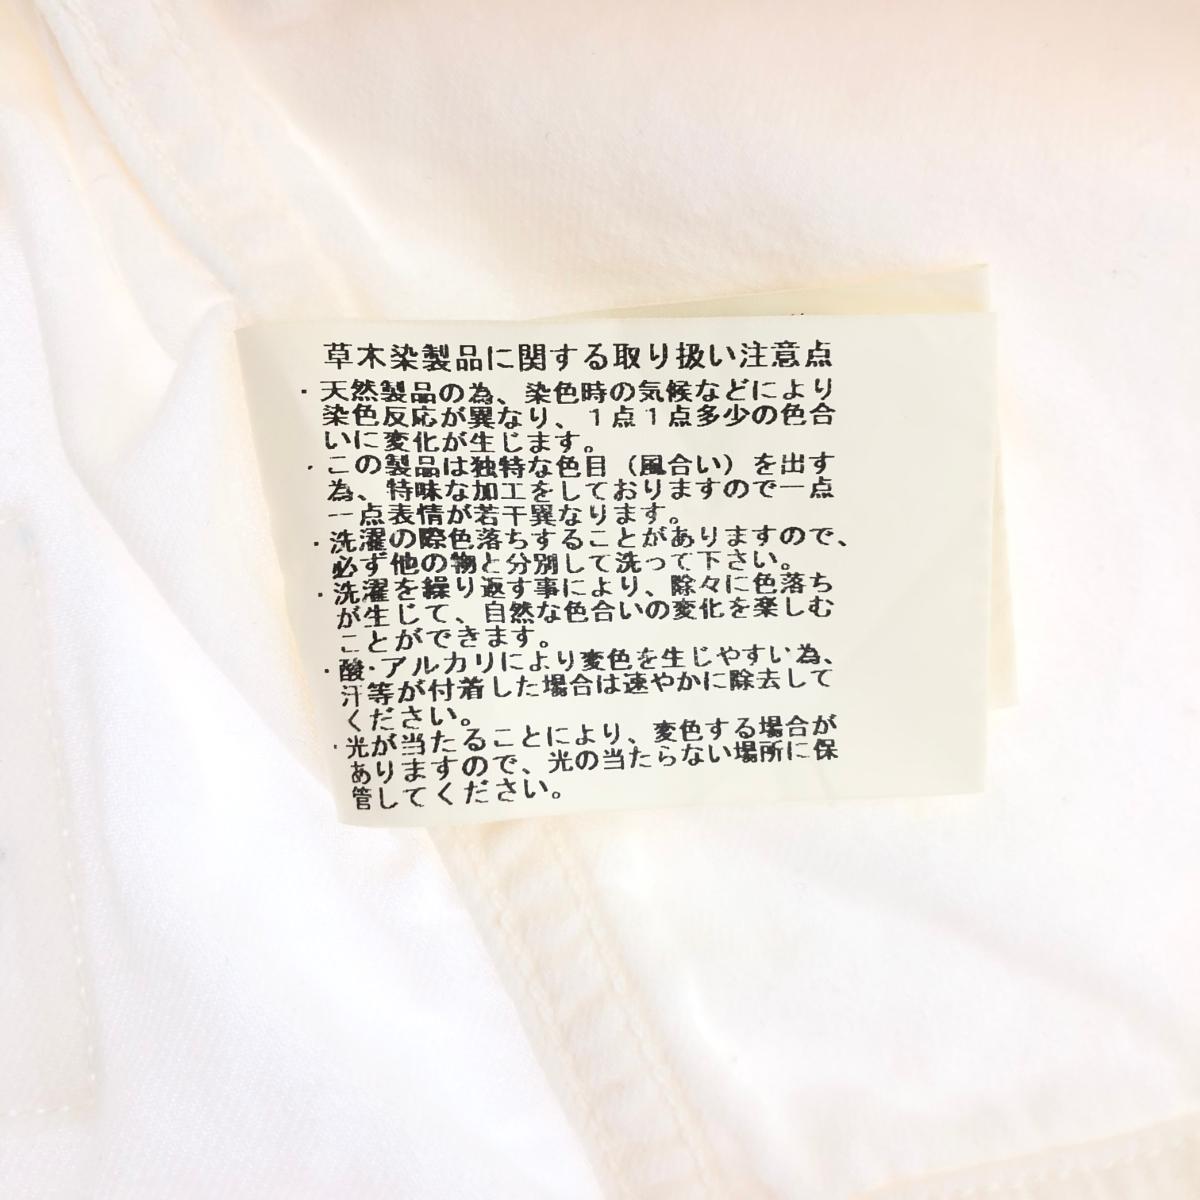 草木染製品に関する取り扱い注意点
・天然製品の為、染色時の気候などにより
染色反応が異なり、１点１点多少の色合
いに変化が生じます。
・この製品は独特な色目（風合い）を出す
為、特味な加工をしておりますので一点
一点表情が若干異なります。
・洗濯の際色落ちすることがありますので、
必ず他の物と分別して洗って下さい。
・洗濯を繰り返す事により、除々に色落ち
が生じて、自然な色合いの変化を楽しむ
ことができます。
・酸・アルカリにより変色を生じやすい為、
汗等が付着した場合は速やかに除去して
ください。
・光が当たることにより、変色する場合が
ありますので、光の当たらない場所に保
管してください。